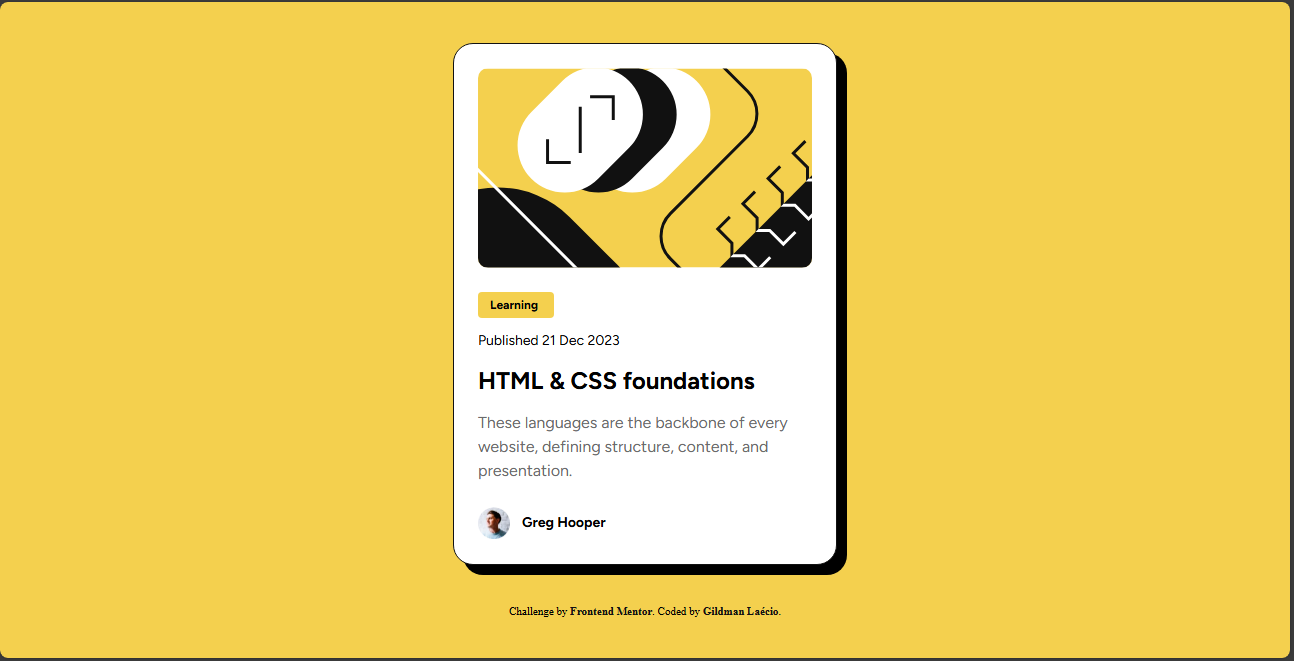 Learning
Published 21 Dec 2023
HTML & CSS foundations
These languages are the backbone of every
website, defining structure, content, and
presentation.
Greg Hooper
Challenge by Frontend Mentor. Coded by Gildman Laécio.